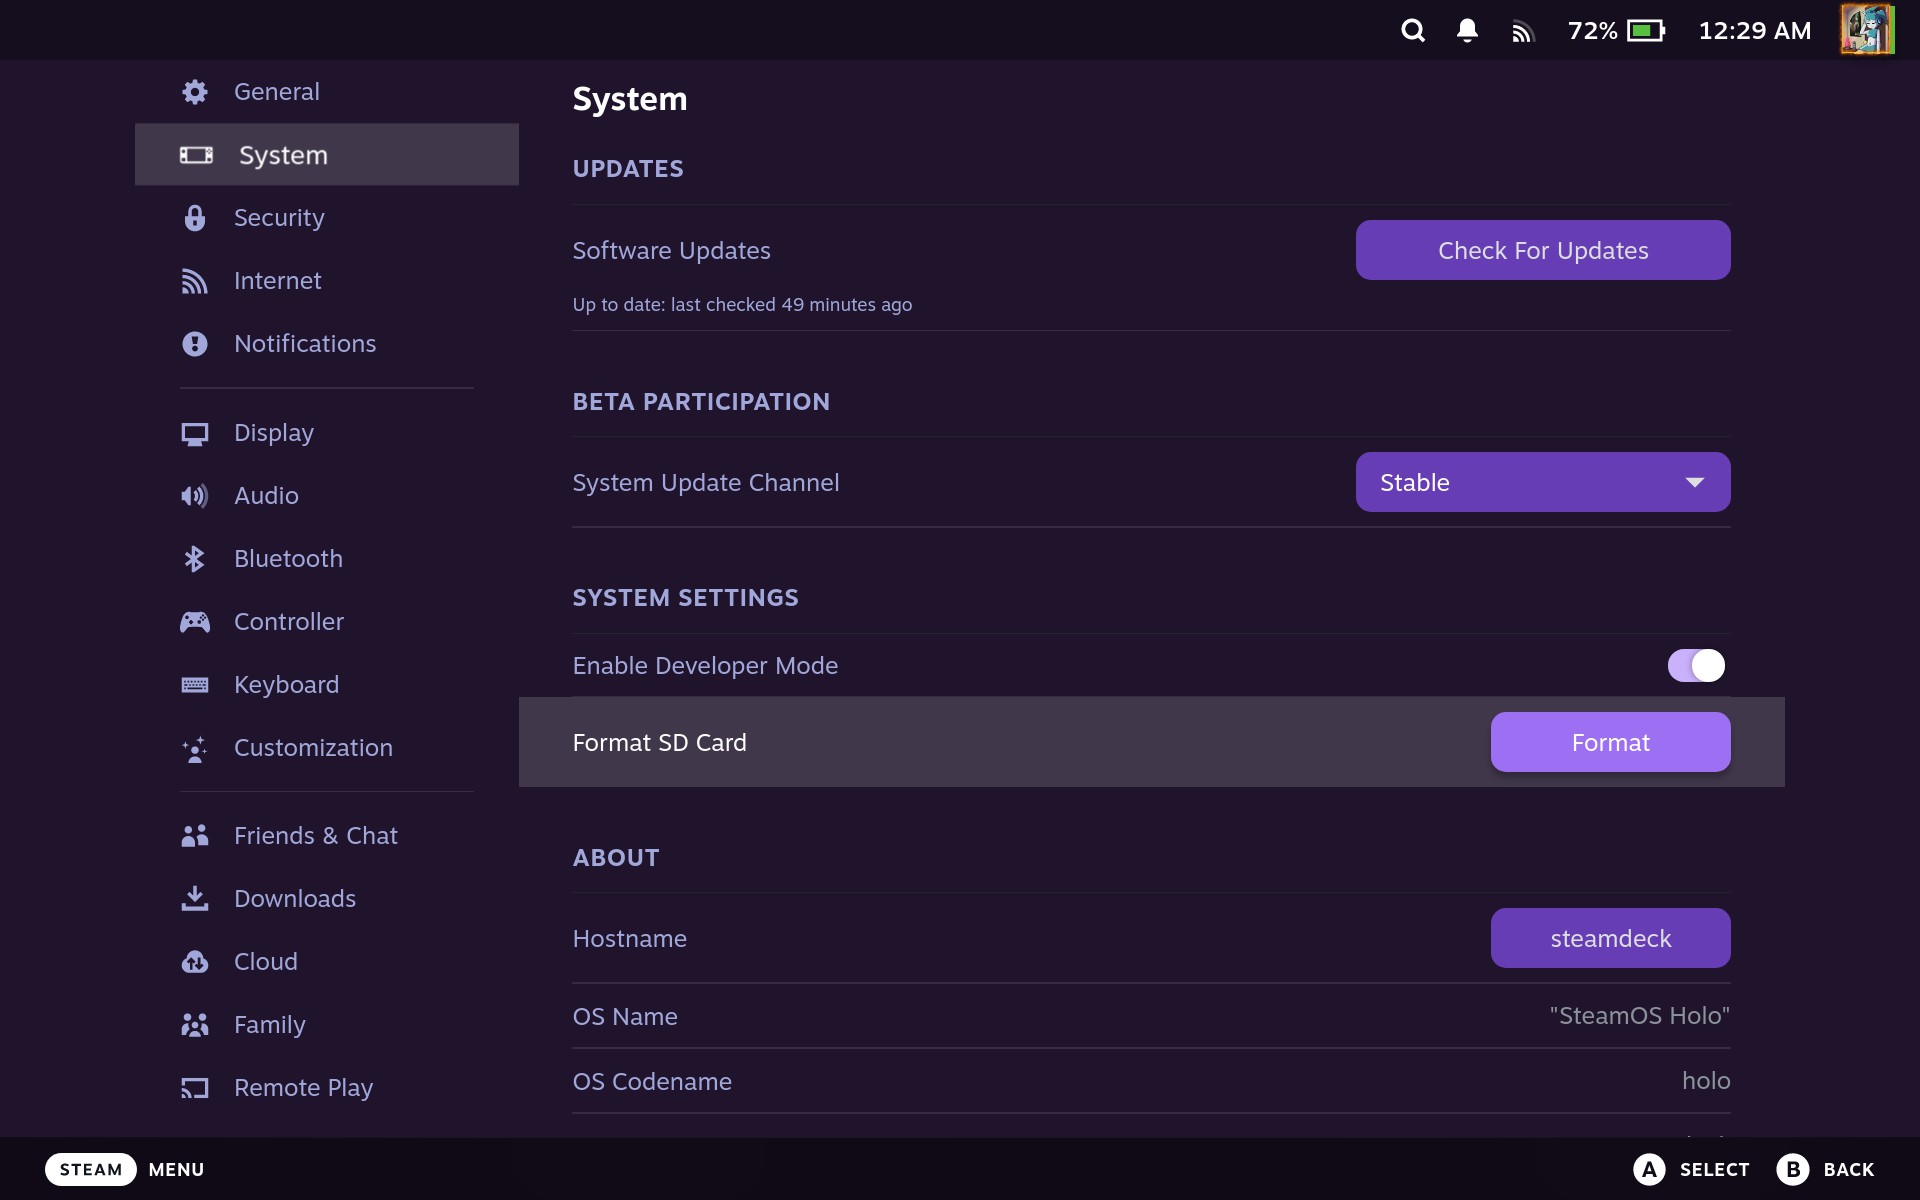 72%
12:29 AM
General
System
Security
Internet
Notifications
Display
Audio
Bluetooth
Controller
Keyboard
Customization
Friends & Chat
Downloads
Cloud
Family
Remote Play
System
UPDATES
Software Updates
Check For Updates
Up to date: last checked 49 minutes ago
BETA PARTICIPATION
System Update Channel
Stable
SYSTEM SETTINGS
Enable Developer Mode
Format SD Card
Format
ABOUT
Hostname
steamdeck
OS Name
"SteamOS Holo"
OS Codename
holo
STEAM
MENU
A
SELECT
B
BACK